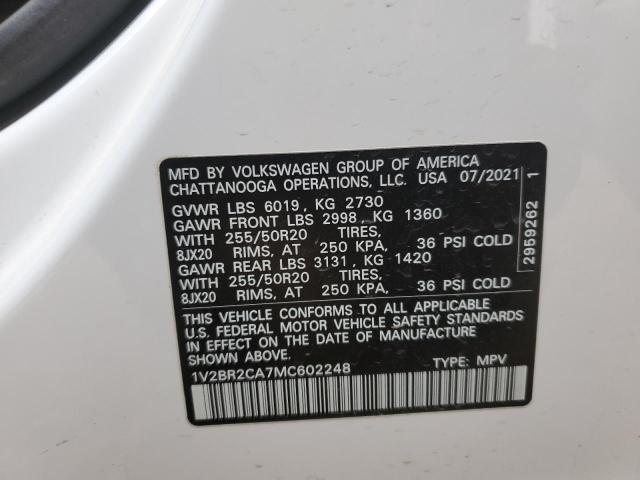 MFD BY VOLKSWAGEN GROUP OF AMERICA
CHATTANOOGA OPERATIONS, LLC. USA 07/2021
GVWR LBS 6019, KG 2730
GAWR FRONT LBS 2998, KG 1360
WITH 255/50R20 TIRES,
8JX20 RIMS, AT 250 KPA, 36 PSI COLD
GAWR REAR LBS 3131, KG 1420
WITH 255/50R20 TIRES,
8JX20 RIMS, AT 250 KPA, 36 PSI COLD
THIS VEHICLE CONFORMS TO ALL APPLICABLE
U.S. FEDERAL MOTOR VEHICLE SAFETY STANDARDS
IN EFFECT ON THE DATE OF MANUFACTURE
SHOWN ABOVE
1V2BR2CA7MC602248 TYPE: MPV
2959262 1